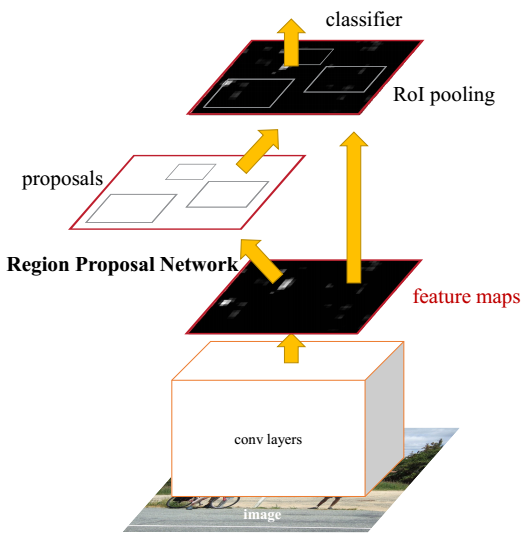 classifier
RoI pooling
proposals
Region Proposal Network
feature maps
conv layers
image